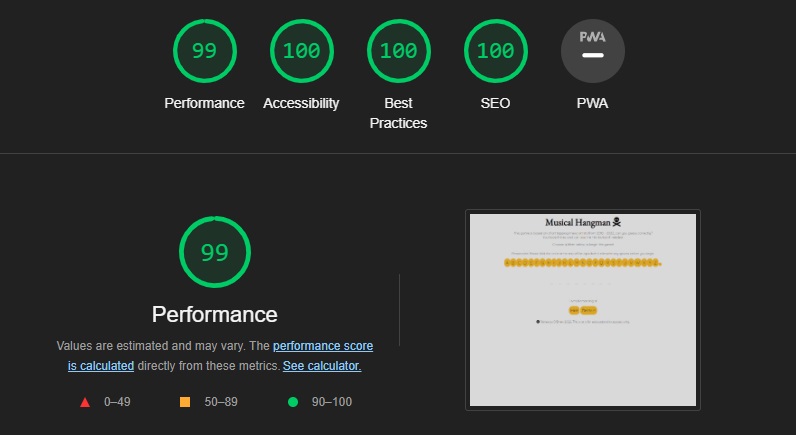 99
100
100
100
PWA
Performance
Accessibility
Best
Practices
SEO
PWA
99
Performance
Values are estimated and may vary. The performance score
is calculated directly from these metrics. See calculator.
0–49
50–89
90–100
Musical Hangman